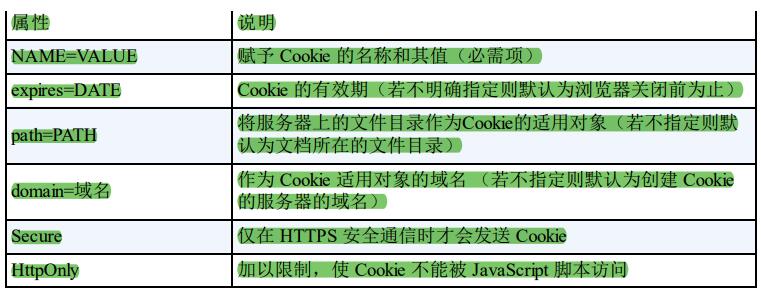 属性 说明
NAME=VALUE 赋予 Cookie 的名称和其值（必需项）
expires=DATE Cookie 的有效期（若不明确指定则默认为浏览器关闭前为止）
path=PATH 将服务器上的文件目录作为Cookie的适用对象（若不指定则默
认为文档所在的文件目录）
domain=域名 作为 Cookie 适用对象的域名 （若不指定则默认为创建 Cookie
的服务器的域名）
Secure 仅在 HTTPS 安全通信时才会发送 Cookie
HttpOnly 加以限制，使 Cookie 不能被 JavaScript 脚本访问